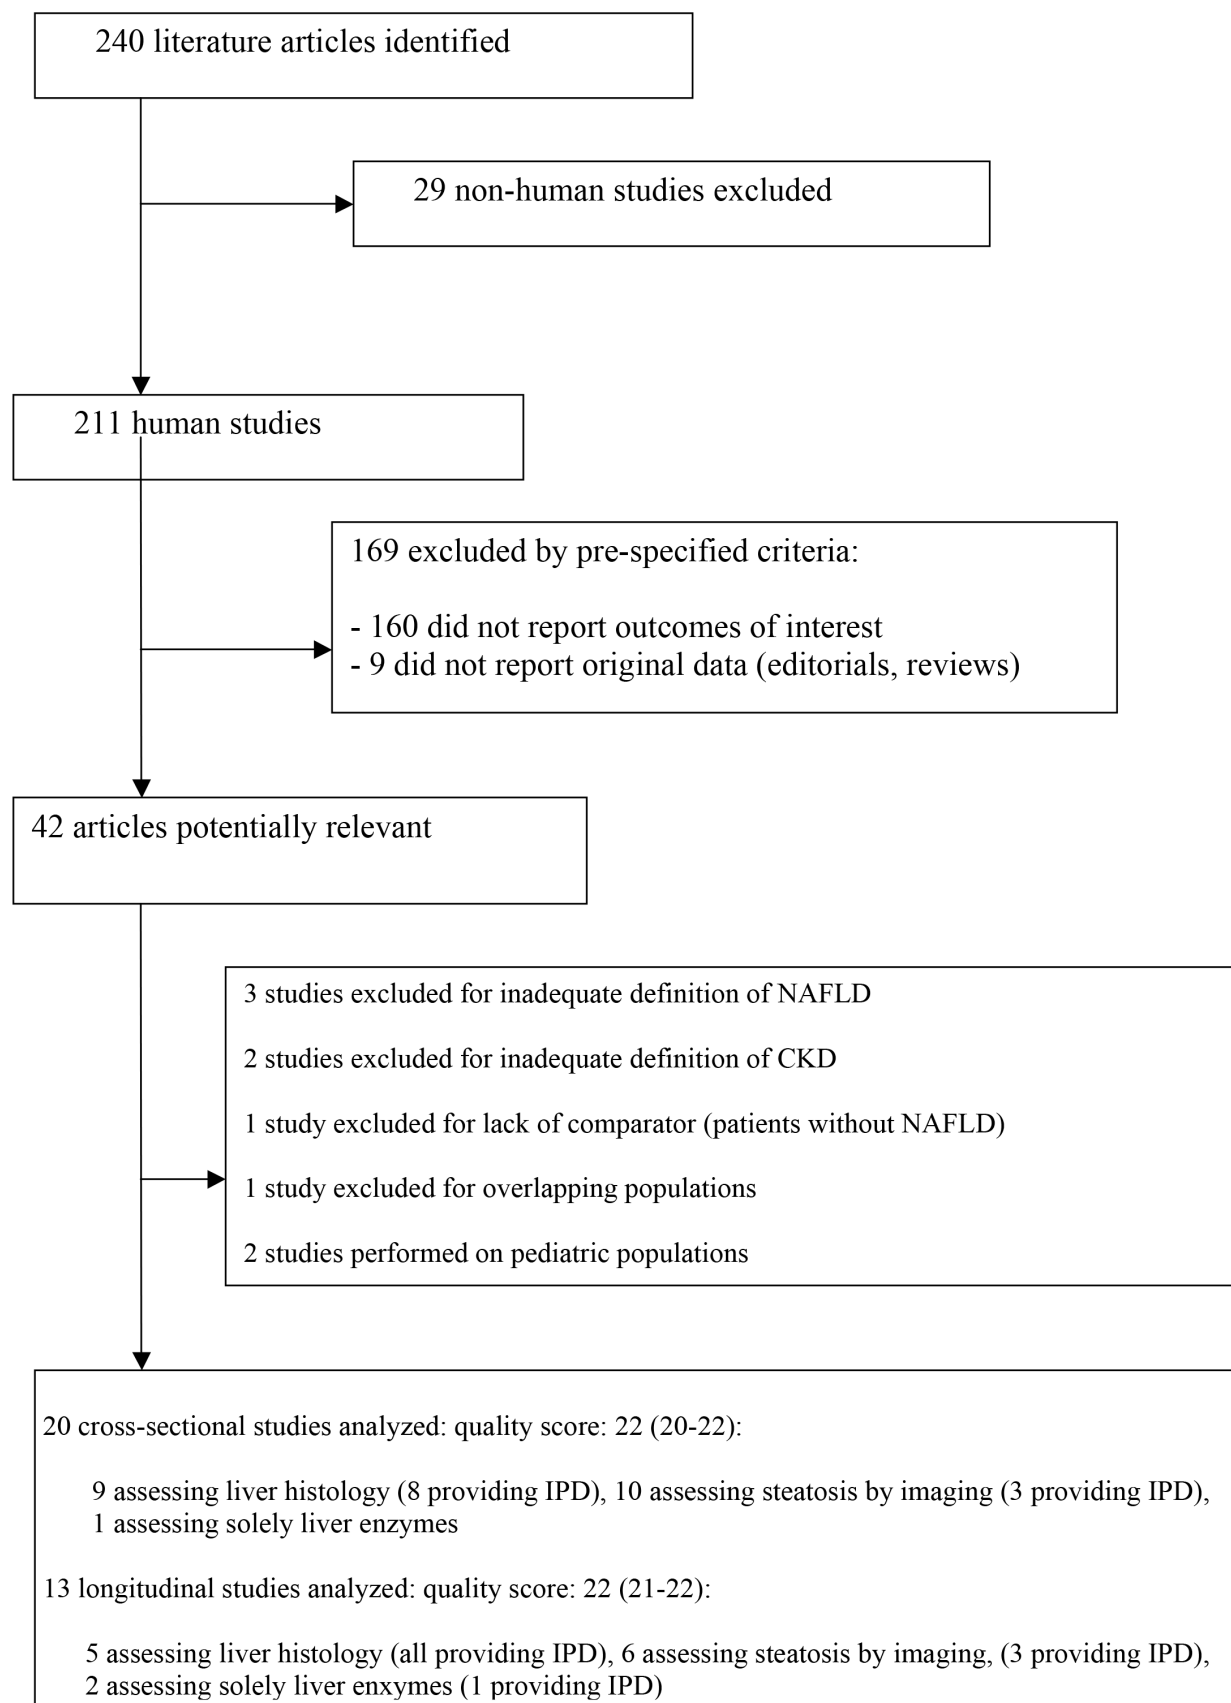 240 literature articles identified
29 non-human studies excluded
211 human studies
169 excluded by pre-specified criteria:
- 160 did not report outcomes of interest
- 9 did not report original data (editorials, reviews)
42 articles potentially relevant
3 studies excluded for inadequate definition of NAFLD
2 studies excluded for inadequate definition of CKD
1 study excluded for lack of comparator (patients without NAFLD)
1 study excluded for overlapping populations
2 studies performed on pediatric populations
20 cross-sectional studies analyzed: quality score: 22 (20-22):
9 assessing liver histology (8 providing IPD), 10 assessing steatosis by imaging (3 providing IPD),
1 assessing solely liver enzymes
13 longitudinal studies analyzed: quality score: 22 (21-22):
5 assessing liver histology (all providing IPD), 6 assessing steatosis by imaging, (3 providing IPD),
2 assessing solely liver enxymes (1 providing IPD)